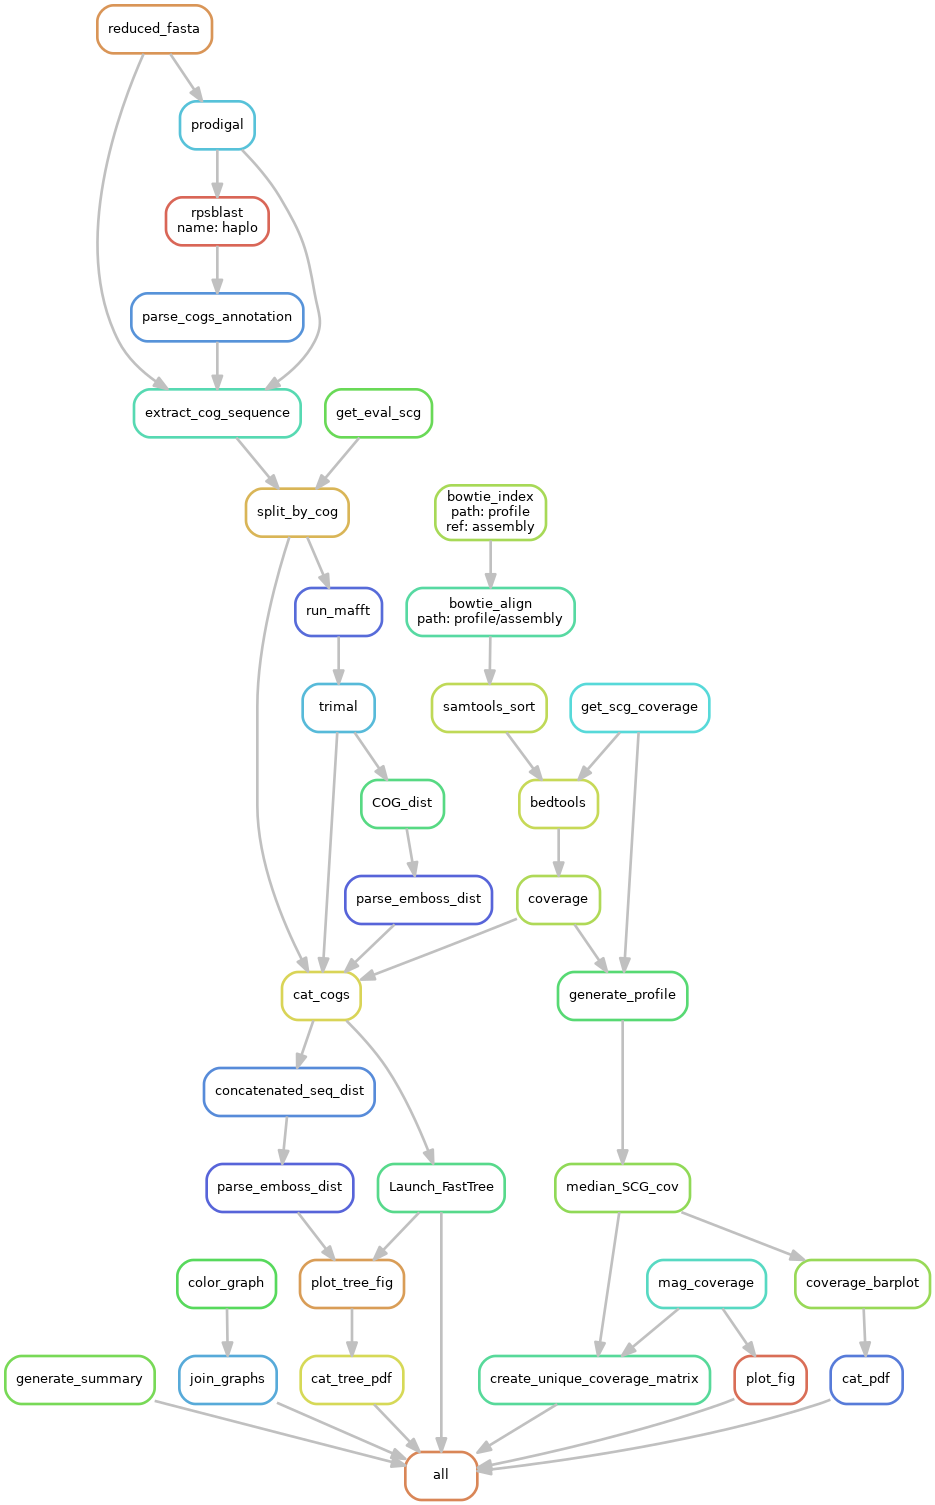 reduced_fasta
prodigal
rpsblast
name: haplo
parse_cogs_annotation
extract_cog_sequence
get_eval_scg
split_by_cog
bowtie_index
path: profile
ref: assembly
run_mafft
bowtie_align
path: profile/assembly
trimal
samtools_sort
get_scg_coverage
COG_dist
bedtools
parse_emboss_dist
coverage
cat_cogs
generate_profile
concatenated_seq_dist
parse_emboss_dist
Launch_FastTree
median_SCG_cov
color_graph
plot_tree_fig
mag_coverage
coverage_barplot
generate_summary
join_graphs
cat_tree_pdf
create_unique_coverage_matrix
plot_fig
cat_pdf
all